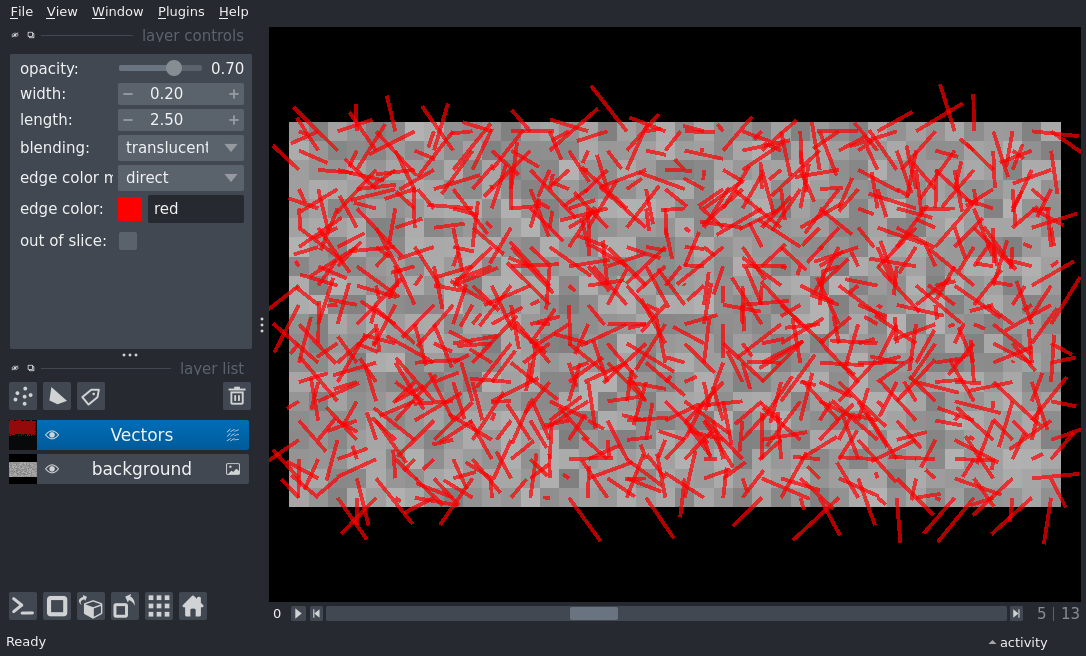 File View Window Plugins Help
layer controls
opacity: 0.70
width: 0.20
length: 2.50
blending: translucent
edge color m direct
edge color: red
out of slice:
layer list
Vectors
background
0 5 | 13
Ready activity